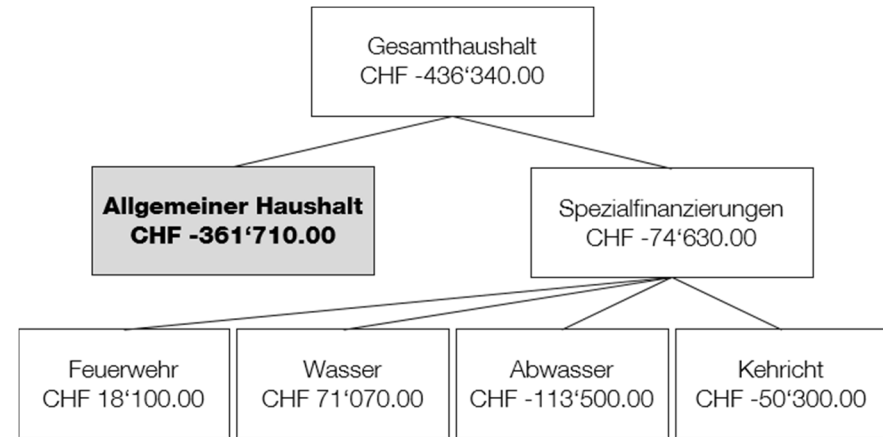 Gesamthaushalt
CHF -436‘340.00
Allgemeiner Haushalt
CHF -361‘710.00
Spezialfinanzierungen
CHF -74‘630.00
Feuerwehr
CHF 18‘100.00
Wasser
CHF 71‘070.00
Abwasser
CHF -113‘500.00
Kehricht
CHF -50‘300.00